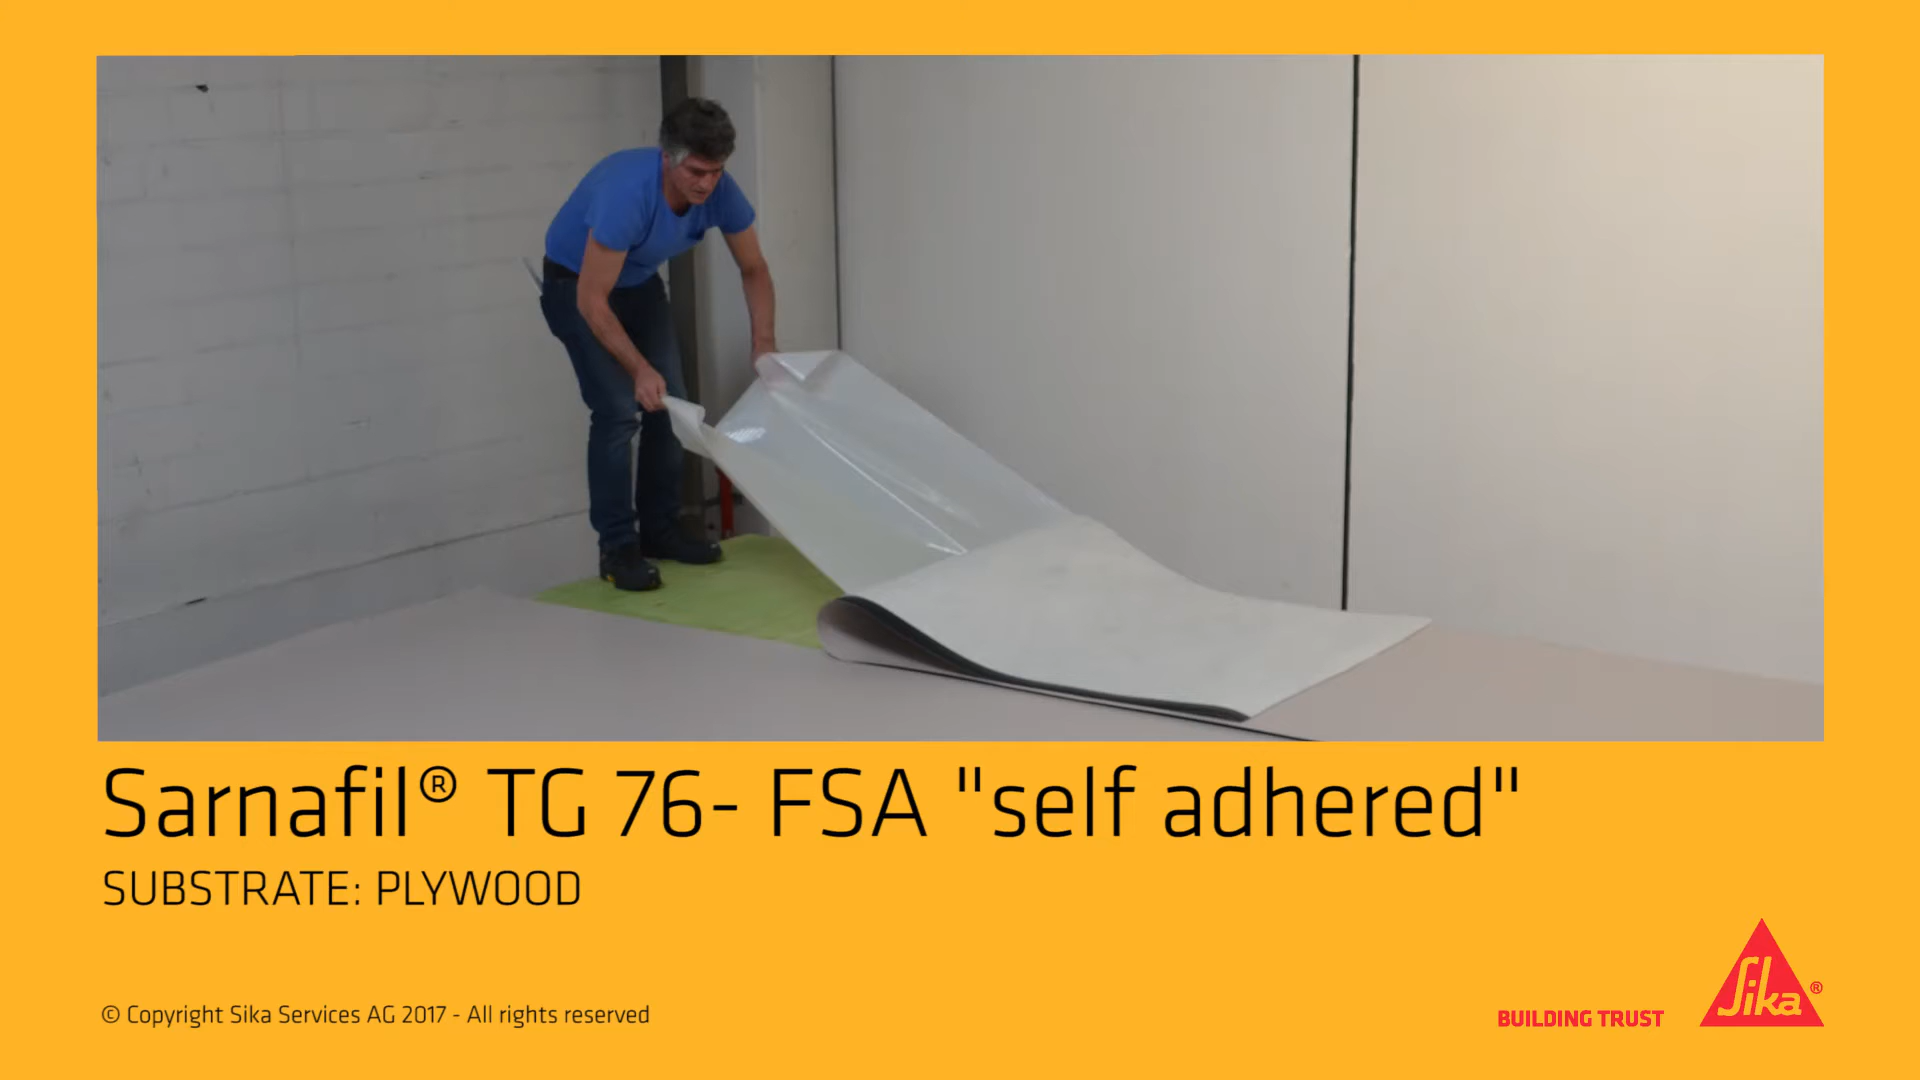 Sarnafil® TG 76- FSA "self adhered"
SUBSTRATE: PLYWOOD
© Copyright Sika Services AG 2017 - All rights reserved
BUILDING TRUST
Sika®